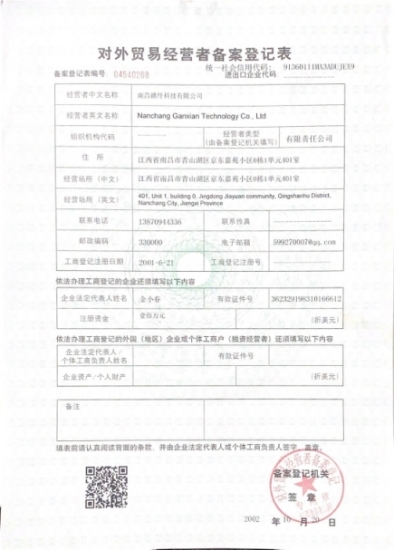 对外贸易经营者备案登记表
统一社会信用代码： 91360111MA3ADUJEX9
备案登记表编号： 04540268 进出口企业代码：
经营者中文名称 南昌赣纤科技有限公司
经营者英文名称 Nanchang Ganxian Technology Co., Ltd
组织机构代码 经营者类型（由备案登记机关填写） 有限责任公司
住 所 江西省南昌市青山湖区京东嘉苑小区6栋1单元401室
经营场所（中文） 江西省南昌市青山湖区京东嘉苑小区6栋1单元401室
经营场所（英文） 401, Unit 1, building 6, Jingdong Jiayuan community, Qingshanhu District,
Nanchang City, Jiangxi Province
联系电话 13870944336 联系传真
邮政编码 330000 电子邮箱 599270007@qq.com
工商登记注册日期 2001-6-21 工商登记注册号
依法办理工商登记的企业还须填写以下内容
企业法定代表人姓名 金小春 有效证件号 362329198310166612
注册资金 壹佰万元 （折美元）
依法办理工商登记的外国（地区）企业或个体工商户（独资经营者）还须填写以下内容
企业法定代表人/
个体工商负责人姓名 有效证件号
企业资产/个人财产 （折美元）
备注
填表前请认真阅读背面的条款，并由企业法定代表人或个体工商负责人签字、盖章。
备案登记机关
签 章
2002 年 10 月 20 日